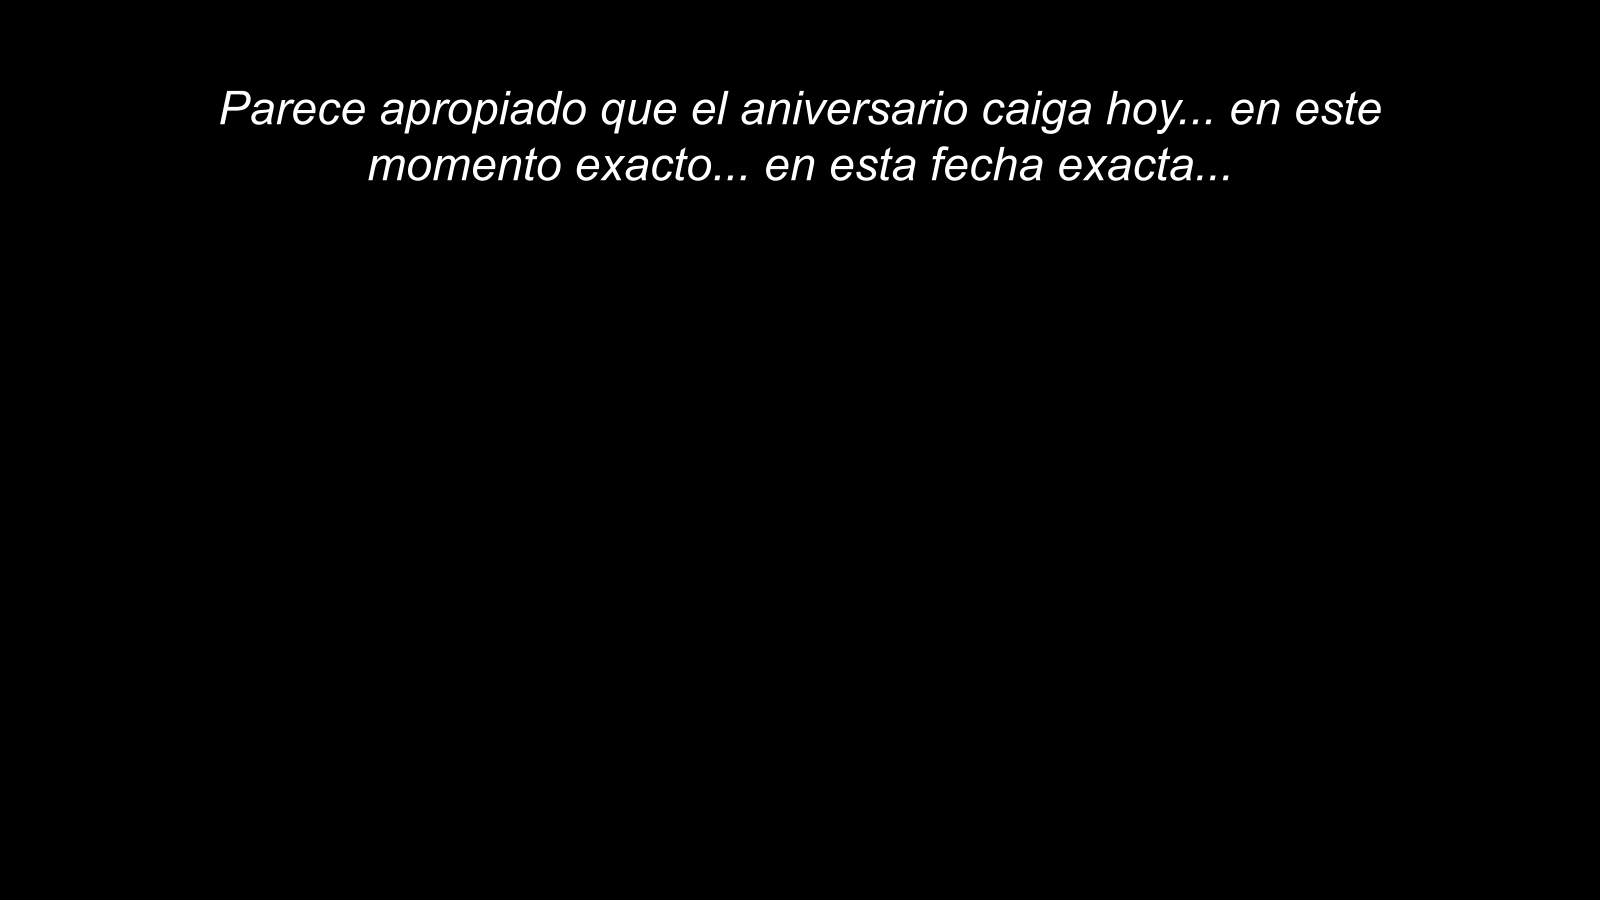 Parece apropiado que el aniversario caiga hoy... en este
momento exacto... en esta fecha exacta...